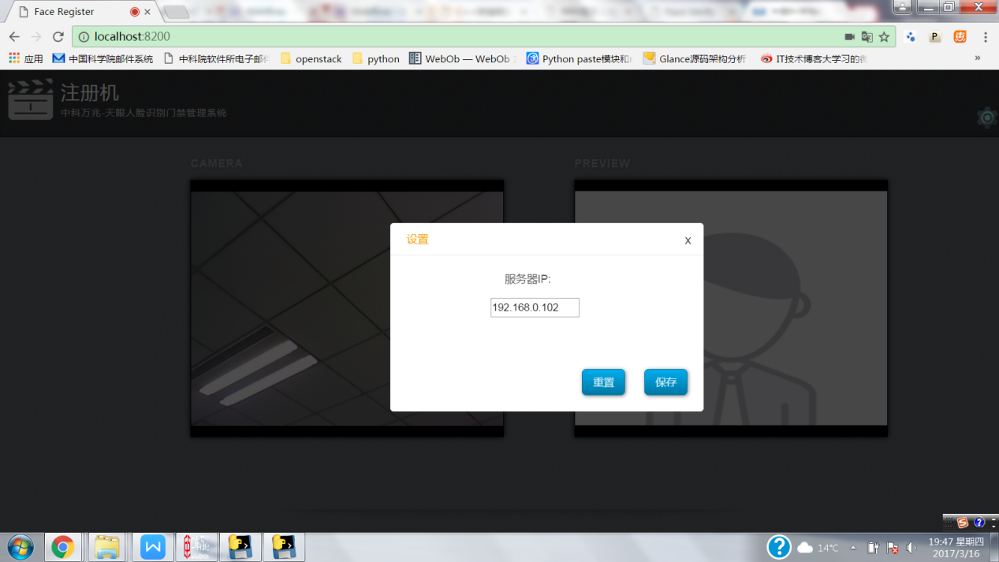 Face Register
localhost:8200
应用 中国科学院邮件系统 中科院软件所电子邮件 openstack python WebOb — WebOb Python paste模块和 Glance源码架构分析 IT技术博客大学习的
注册机
中科万兆-天眼人脸识别门禁管理系统
CAMERA PREVIEW
设置 X
服务器IP:
192.168.0.102
重置 保存
14℃ 19:47 星期四
2017/3/16